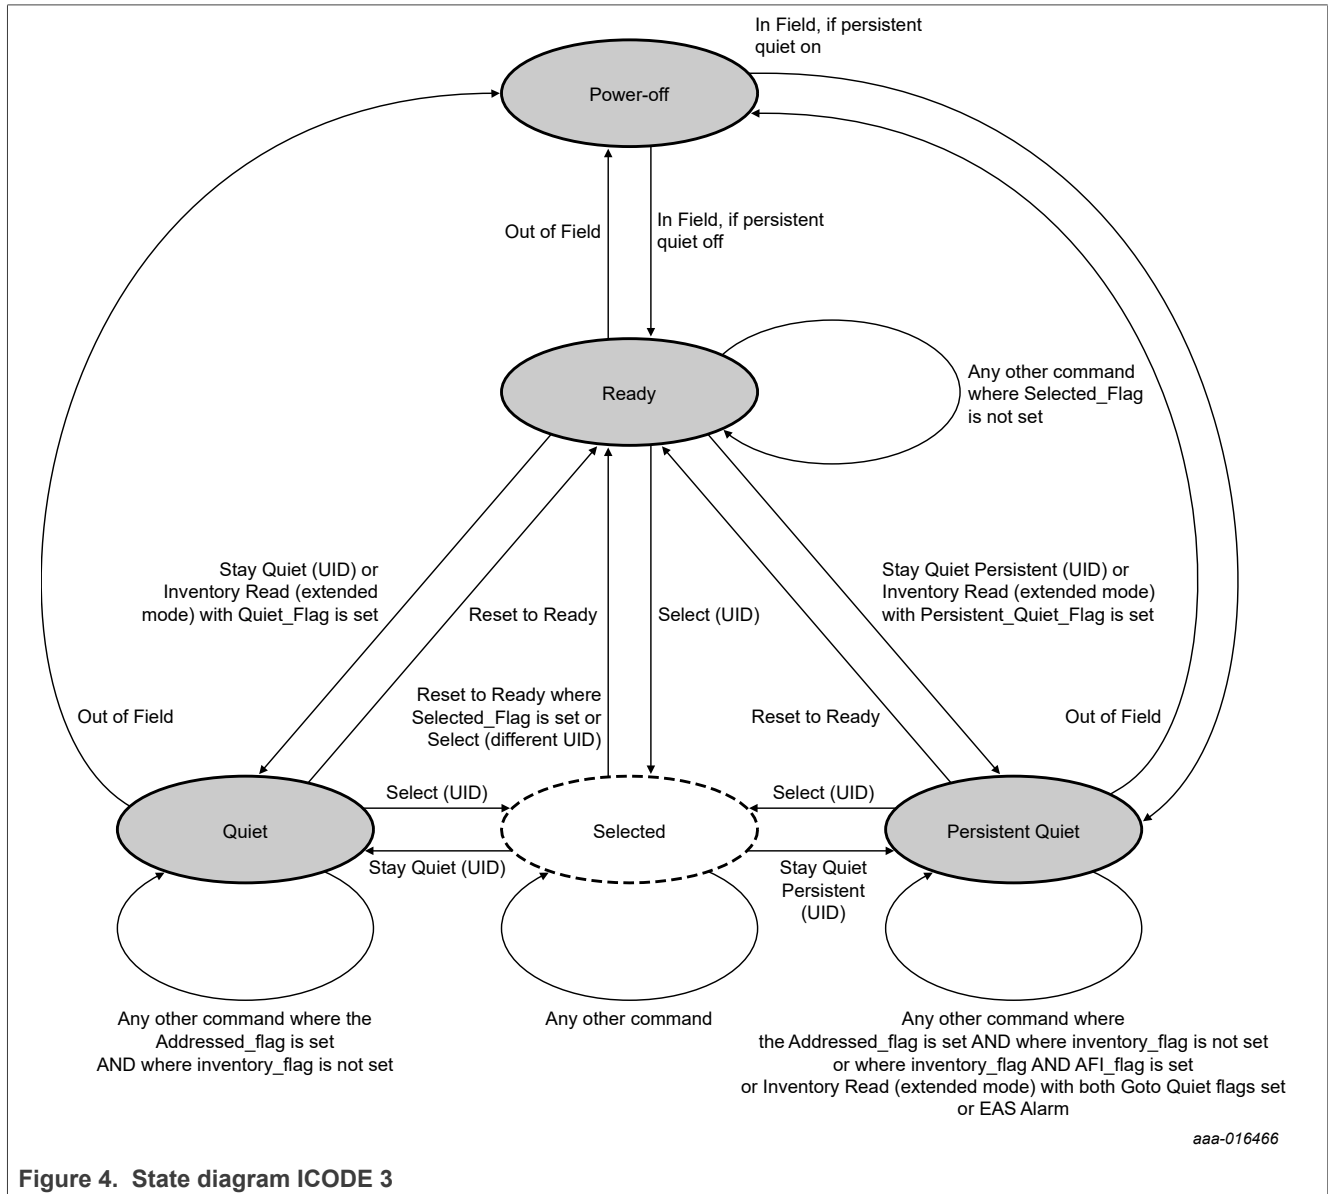 In Field, if persistent
quiet on
Power-off
Out of Field
In Field, if persistent
quiet off
Ready
Any other command
where Selected_Flag
is not set
Stay Quiet (UID) or
Inventory Read (extended
mode) with Quiet_Flag is set
Reset to Ready
Select (UID)
Stay Quiet Persistent (UID) or
Inventory Read (extended mode)
with Persistent_Quiet_Flag is set
Out of Field
Reset to Ready where
Selected_Flag is set or
Select (different UID)
Reset to Ready
Out of Field
Quiet
Select (UID)
Stay Quiet (UID)
Selected
Select (UID)
Stay Quiet
Persistent
(UID)
Persistent Quiet
Any other command where the
Addressed_flag is set
AND where inventory_flag is not set
Any other command
Any other command where
the Addressed_flag is set AND where inventory_flag is not set
or where inventory_flag AND AFI_flag is set
or Inventory Read (extended mode) with both Goto Quiet flags set
or EAS Alarm
aaa-016466
Figure 4. State diagram ICODE 3